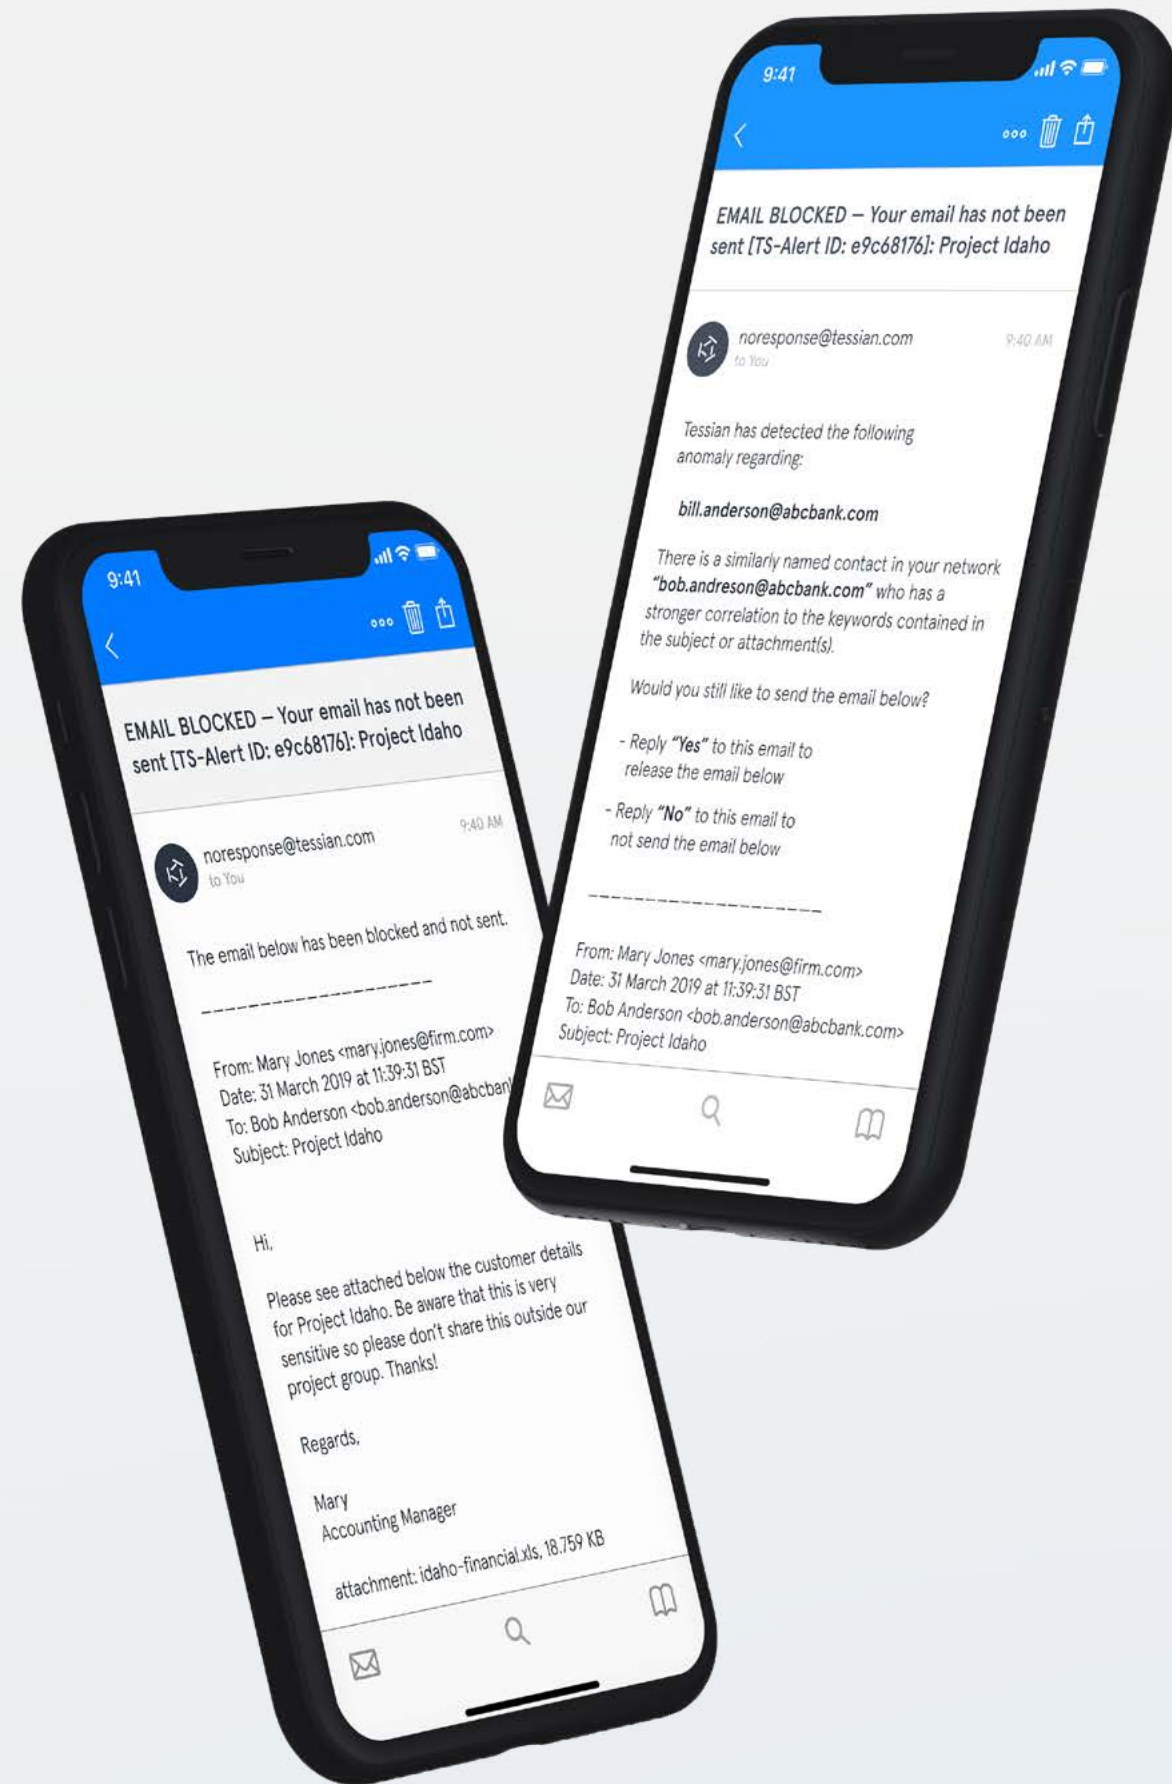 9:41
EMAIL BLOCKED – Your email has not been
sent [TS-Alert ID: e9c68176]: Project Idaho
noresponse@tessian.com
9:40 AM
to You
Tessian has detected the following
anomaly regarding:
bill.anderson@abcbank.com
There is a similarly named contact in your network
“bob.andreson@abcbank.com” who has a
stronger correlation to the keywords contained in
the subject or attachment(s).
Would you still like to send the email below?
- Reply “Yes” to this email to
release the email below
- Reply “No” to this email to
not send the email below
--------------------
From: Mary Jones <mary.jones@firm.com>
Date: 31 March 2019 at 11:39:31 BST
To: Bob Anderson <bob.anderson@abcbank.com>
Subject: Project Idaho
9:41
EMAIL BLOCKED – Your email has not been
sent [TS-Alert ID: e9c68176]: Project Idaho
noresponse@tessian.com
9:40 AM
to You
The email below has been blocked and not sent.
--------------------
From: Mary Jones <mary.jones@firm.com>
Date: 31 March 2019 at 11:39:31 BST
To: Bob Anderson <bob.anderson@abcban
Subject: Project Idaho
Hi,
Please see attached below the customer details
for Project Idaho. Be aware that this is very
sensitive so please don't share this outside our
project group. Thanks!
Regards,
Mary
Accounting Manager
attachment: idaho-financial.xls, 18.759 KB